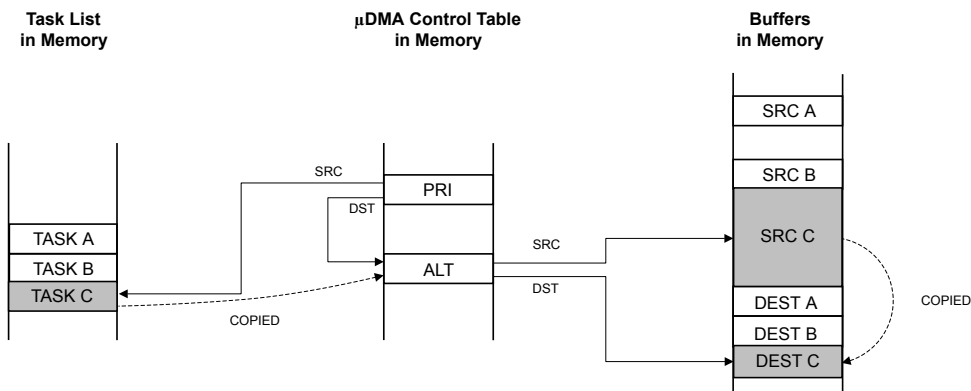 Task List
in Memory
µDMA Control Table
in Memory
Buffers
in Memory
SRC A
SRC B
SRC
PRI
DST
SRC C
TASK A
SRC
TASK B
ALT
DST
TASK C
DEST A
COPIED
COPIED
DEST B
DEST C